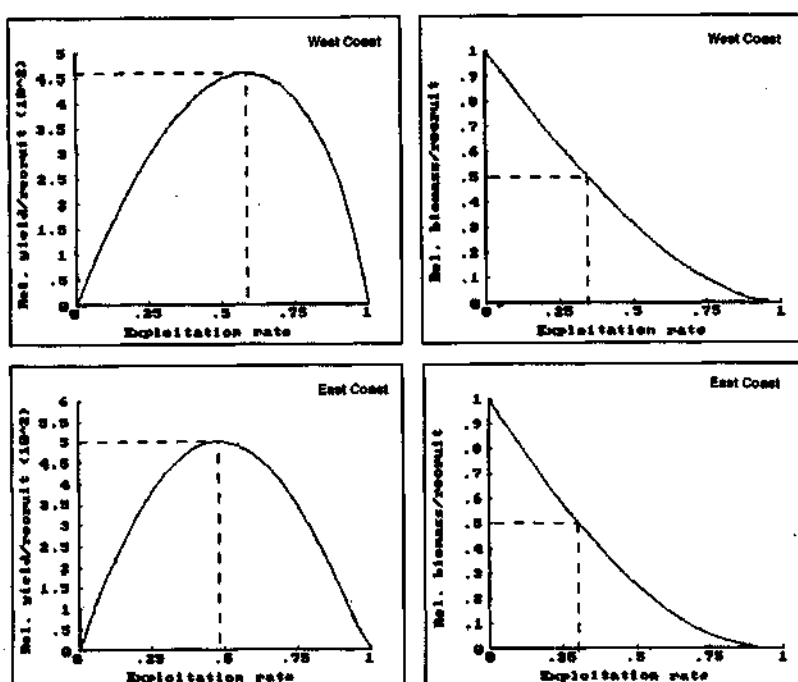 West Coast
Rel. yield/recruit (10^2)
5
4.5
4
3.5
3
2.5
2
1.5
1
.5
0
0 .25 .5 .75 1
Exploitation rate
West Coast
Rel. biomass/recruit
1
.9
.8
.7
.6
.5
.4
.3
.2
.1
0
0 .25 .5 .75 1
Exploitation rate
East Coast
Rel. yield/recruit (10^2)
6
5
4.5
4
3.5
3
2.5
2
1.5
1
.5
0
0 .25 .5 .75 1
Exploitation rate
East Coast
Rel. biomass/recruit
1
.9
.8
.7
.6
.5
.4
.3
.2
.1
0
0 .25 .5 .75 1
Exploitation rate